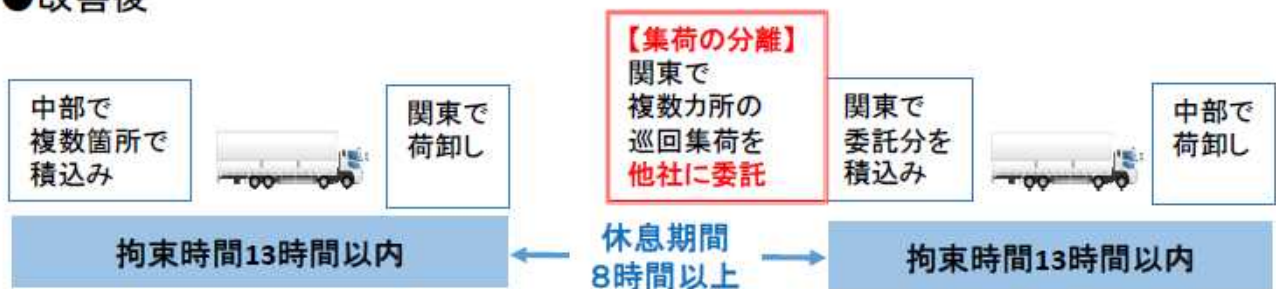 ●改善後
中部で
複数箇所で
積込み
関東で
荷卸し
【集荷の分離】
関東で
複数カ所の
巡回集荷を
他社に委託
関東で
委託分を
積込み
中部で
荷卸し
拘束時間13時間以内
休息期間
8時間以上
拘束時間13時間以内